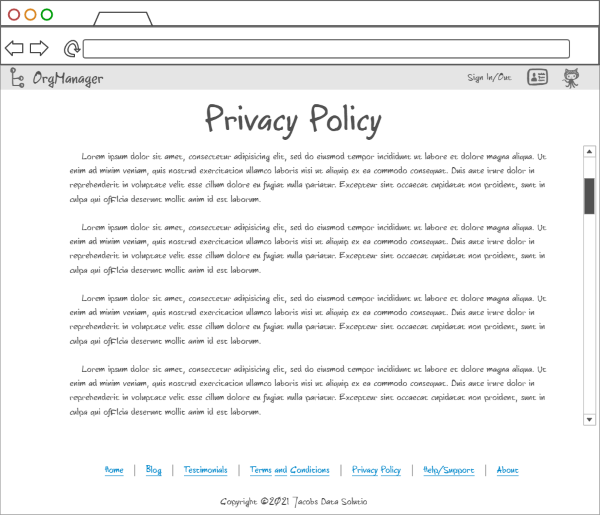 OrgManager
Sign In/Out
Privacy Policy
Lorem ipsum dolor sit amet, consectetur adipisicing elit, sed do eiusmod tempor incididunt ut labore et dolore magna aliqua. Ut
enim ad minim veniam, quis nostrud exercitation ullamco laboris nisi ut aliquip ex ea commodo consequat. Duis aute irure dolor in
reprehenderit in voluptate velit esse cillum dolore eu fugiat nulla pariatur. Excepteur sint occaecat cupidatat non proident, sunt in
culpa qui officia deserunt mollit anim id est laborum.
Lorem ipsum dolor sit amet, consectetur adipisicing elit, sed do eiusmod tempor incididunt ut labore et dolore magna aliqua. Ut
enim ad minim veniam, quis nostrud exercitation ullamco laboris nisi ut aliquip ex ea commodo consequat. Duis aute irure dolor in
reprehenderit in voluptate velit esse cillum dolore eu fugiat nulla pariatur. Excepteur sint occaecat cupidatat non proident, sunt in
culpa qui officia deserunt mollit anim id est laborum.
Lorem ipsum dolor sit amet, consectetur adipisicing elit, sed do eiusmod tempor incididunt ut labore et dolore magna aliqua. Ut
enim ad minim veniam, quis nostrud exercitation ullamco laboris nisi ut aliquip ex ea commodo consequat. Duis aute irure dolor in
reprehenderit in voluptate velit esse cillum dolore eu fugiat nulla pariatur. Excepteur sint occaecat cupidatat non proident, sunt in
culpa qui officia deserunt mollit anim id est laborum.
Lorem ipsum dolor sit amet, consectetur adipisicing elit, sed do eiusmod tempor incididunt ut labore et dolore magna aliqua. Ut
enim ad minim veniam, quis nostrud exercitation ullamco laboris nisi ut aliquip ex ea commodo consequat. Duis aute irure dolor in
reprehenderit in voluptate velit esse cillum dolore eu fugiat nulla pariatur. Excepteur sint occaecat cupidatat non proident, sunt in
culpa qui officia deserunt mollit anim id est laborum.
Home | Blog | Testimonials | Terms and Conditions | Privacy Policy | Help/Support | About
Copyright ©2021 Jacobs Data Solutio